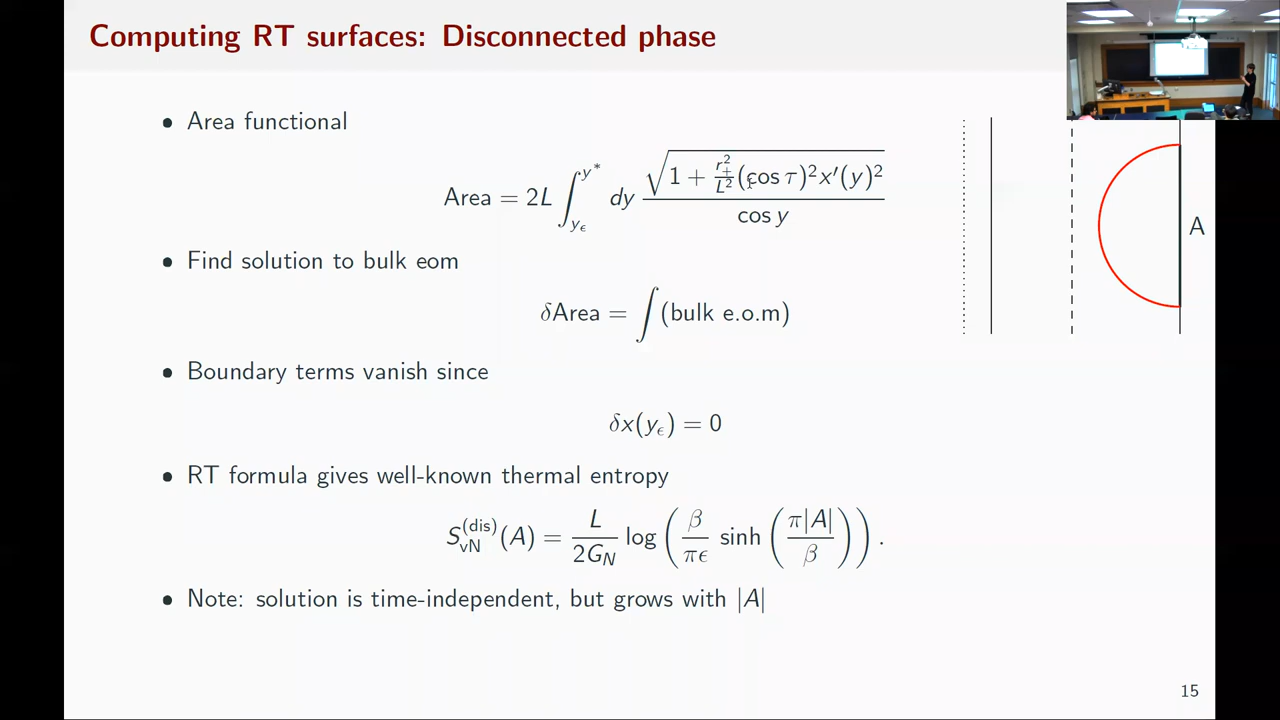 Computing RT surfaces: Disconnected phase
• Area functional
Area = 2L ∫_{y_ϵ}^{y*} dy √(1 + r₊²/L² (cos τ)² x′(y)²) / cos y
• Find solution to bulk eom
δArea = ∫ (bulk e.o.m)
• Boundary terms vanish since
δx(y_ϵ) = 0
• RT formula gives well-known thermal entropy
S_{vN}^{(dis)}(A) = L/(2G_N) log(β/(πϵ) sinh(π|A|/β)).
• Note: solution is time-independent, but grows with |A|
A
15